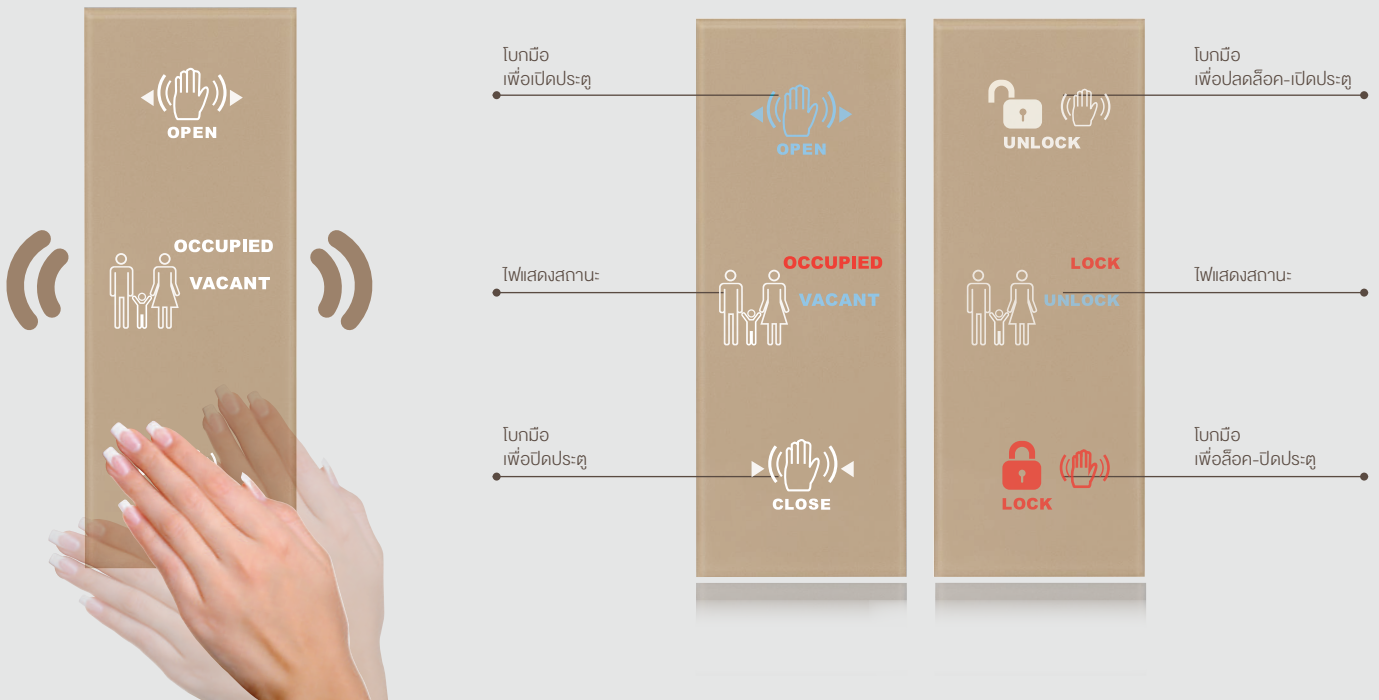 OPEN
OCCUPIED
VACANT
โบกมือ
เพื่อเปิดประตู
ไฟแสดงสถานะ
โบกมือ
เพื่อปิดประตู
OPEN
OCCUPIED
VACANT
CLOSE
UNLOCK
LOCK
UNLOCK
LOCK
โบกมือ
เพื่อปลดล็อค-เปิดประตู
ไฟแสดงสถานะ
โบกมือ
เพื่อล็อค-ปิดประตู